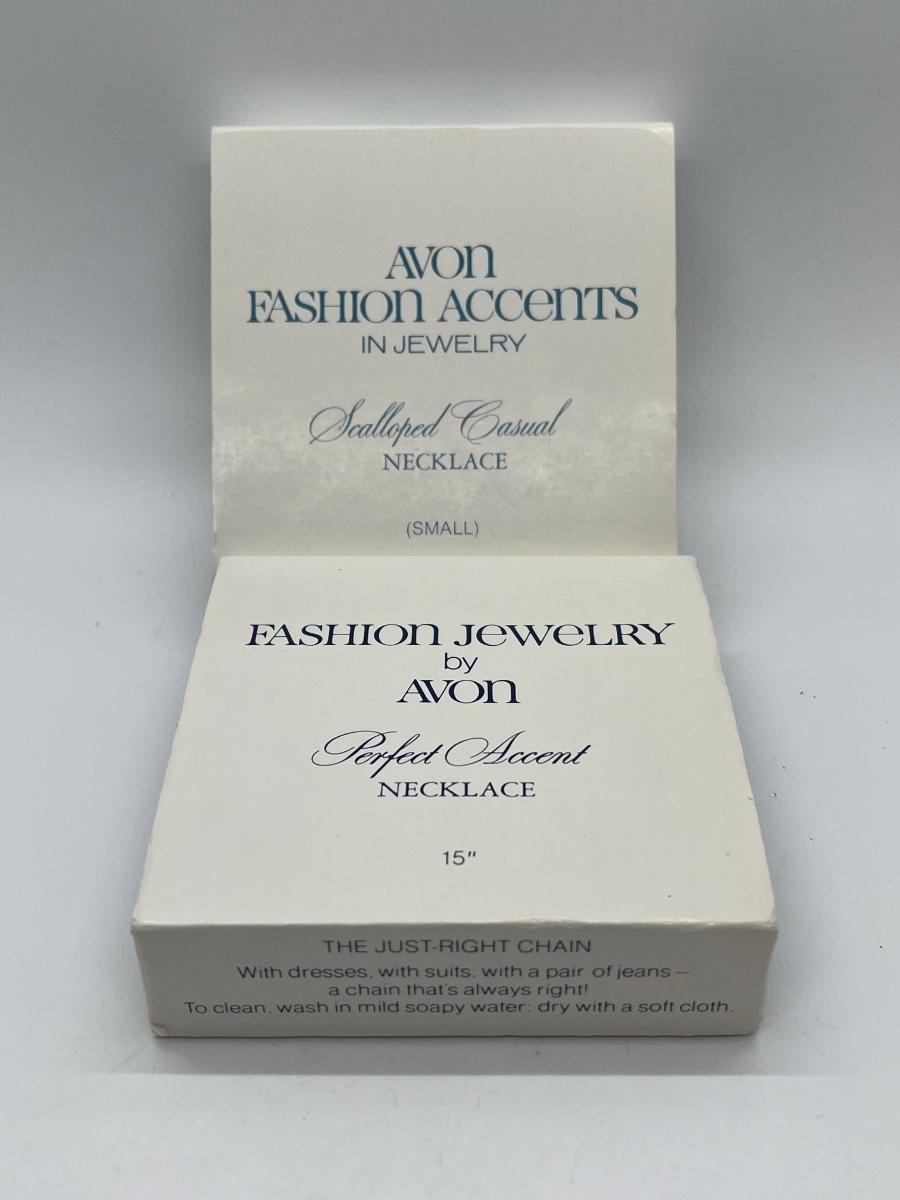 AVON
FASHION ACCENTS
IN JEWELRY
Scalloped Casual
NECKLACE
(SMALL)
FASHION JEWELRY
by
AVON
Perfect Accent
NECKLACE
15"
THE JUST-RIGHT CHAIN
With dresses, with suits, with a pair of jeans—
a chain that's always right!
To clean, wash in mild soapy water: dry with a soft cloth.